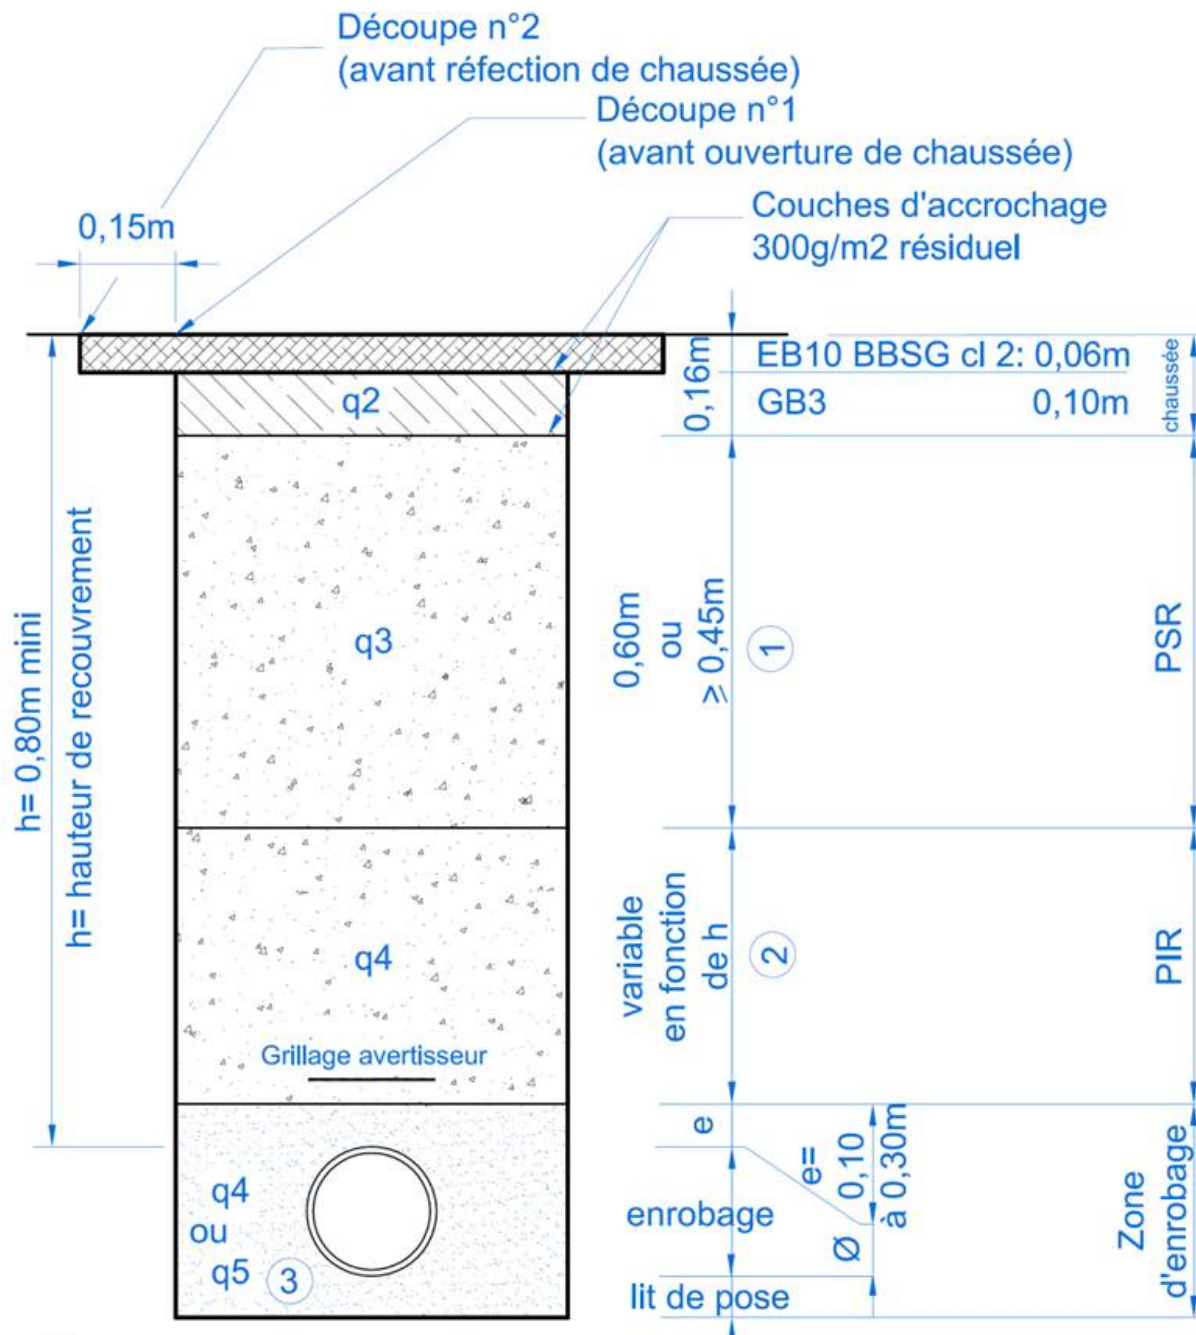 Découpe n°2
(avant réfection de chaussée)
Découpe n°1
(avant ouverture de chaussée)
Couches d'accrochage
300g/m2 résiduel
0,15m
0,16m
EB10 BBSG cl 2: 0,06m
GB3 0,10m
chaussée
q2
h= 0,80m mini
h= hauteur de recouvrement
q3
0,60m
ou
≥ 0,45m
1
PSR
q4
variable
en fonction
de h
2
PIR
Grillage avertisseur
e
e=
0,10
à 0,30m
q4
ou
q5
3
enrobage
Ø
lit de pose
Zone
d'enrobage